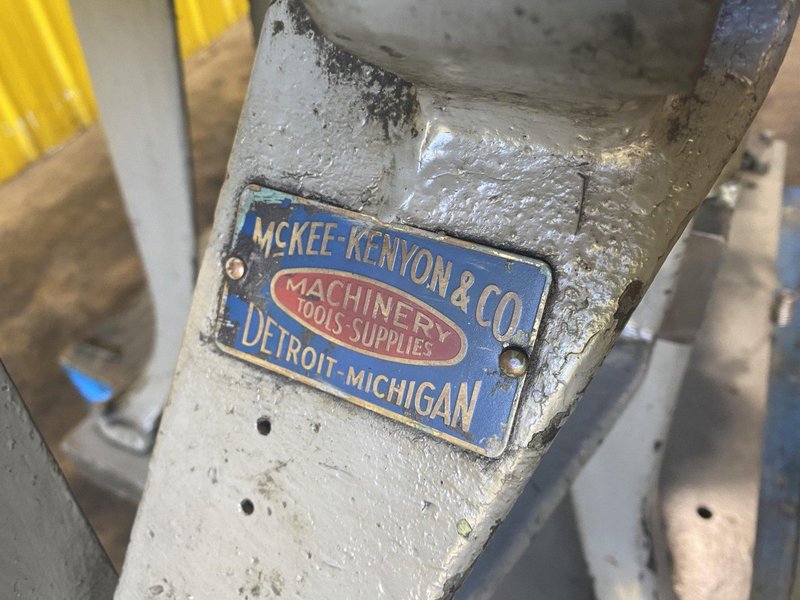 McKEE-KENYON & CO.
MACHINERY
TOOLS-SUPPLIES
DETROIT-MICHIGAN